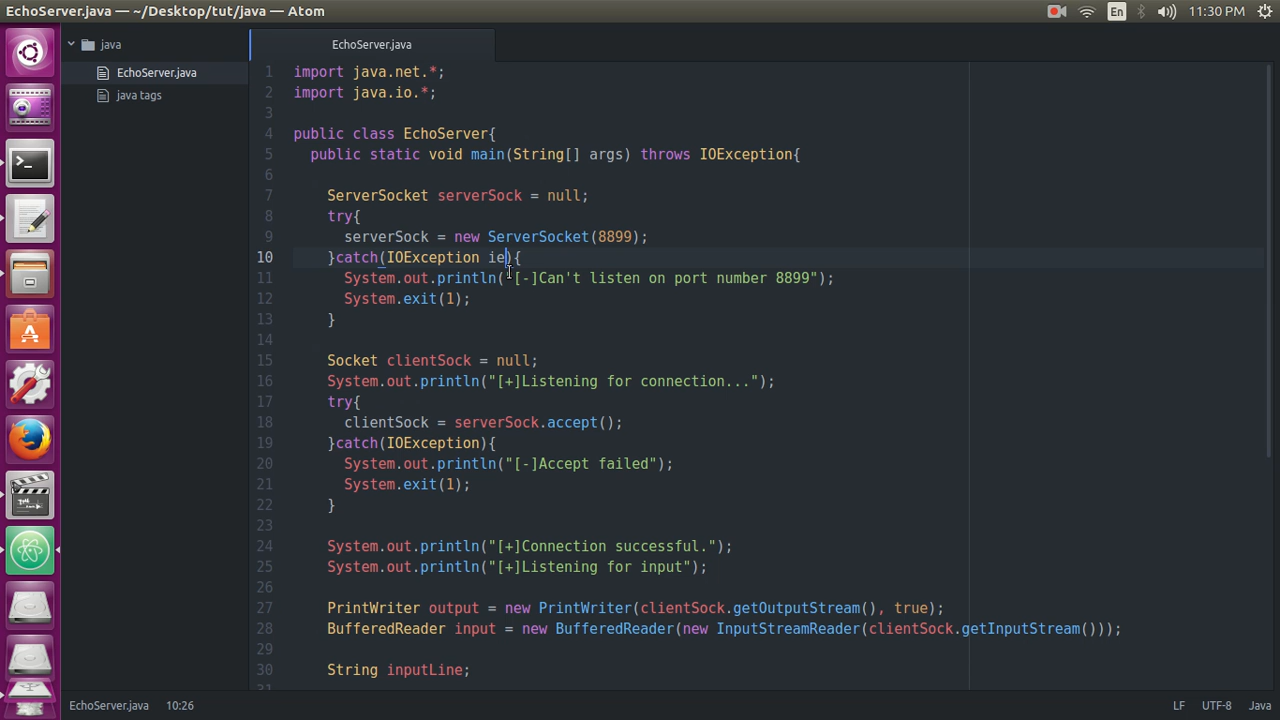 EchoServer.java — ~/Desktop/tut/java — Atom
En
11:30 PM
java
EchoServer.java
java tags
EchoServer.java
1 import java.net.*;
2 import java.io.*;
3
4 public class EchoServer{
5 public static void main(String[] args) throws IOException{
6
7 ServerSocket serverSock = null;
8 try{
9 serverSock = new ServerSocket(8899);
10 }catch(IOException ie){
11 System.out.println("[-]Can't listen on port number 8899");
12 System.exit(1);
13 }
14
15 Socket clientSock = null;
16 System.out.println("[+]Listening for connection...");
17 try{
18 clientSock = serverSock.accept();
19 }catch(IOException){
20 System.out.println("[-]Accept failed");
21 System.exit(1);
22 }
23
24 System.out.println("[+]Connection successful.");
25 System.out.println("[+]Listening for input");
26
27 PrintWriter output = new PrintWriter(clientSock.getOutputStream(), true);
28 BufferedReader input = new BufferedReader(new InputStreamReader(clientSock.getInputStream()));
29
30 String inputLine;
31
EchoServer.java 10:26
LF UTF-8 Java